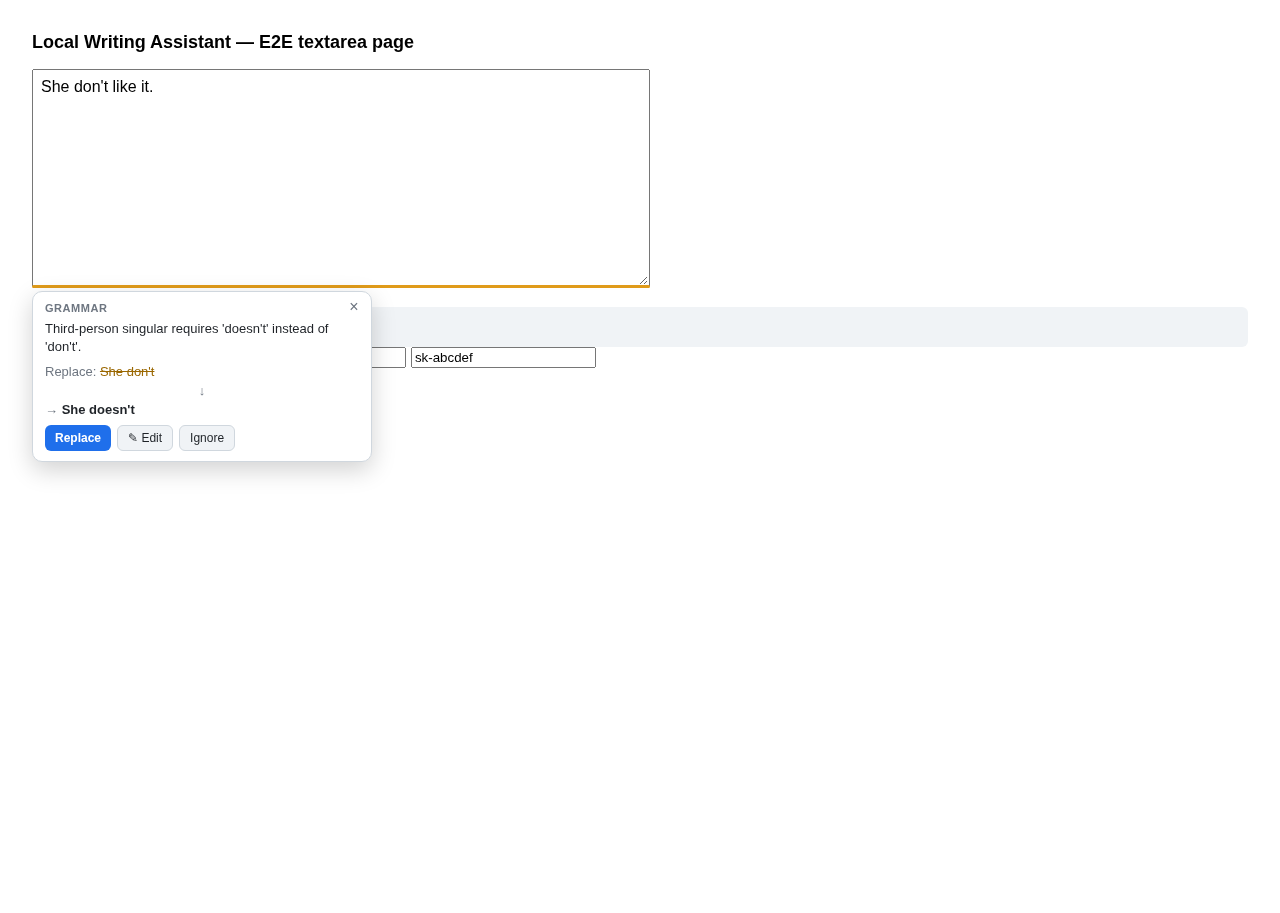 Local Writing Assistant — E2E textarea page
She don't like it.
GRAMMAR ×
Third-person singular requires 'doesn't' instead of
'don't'.
sk-abcdef
Replace: She don't
↓
→ She doesn't
Replace ✎ Edit Ignore